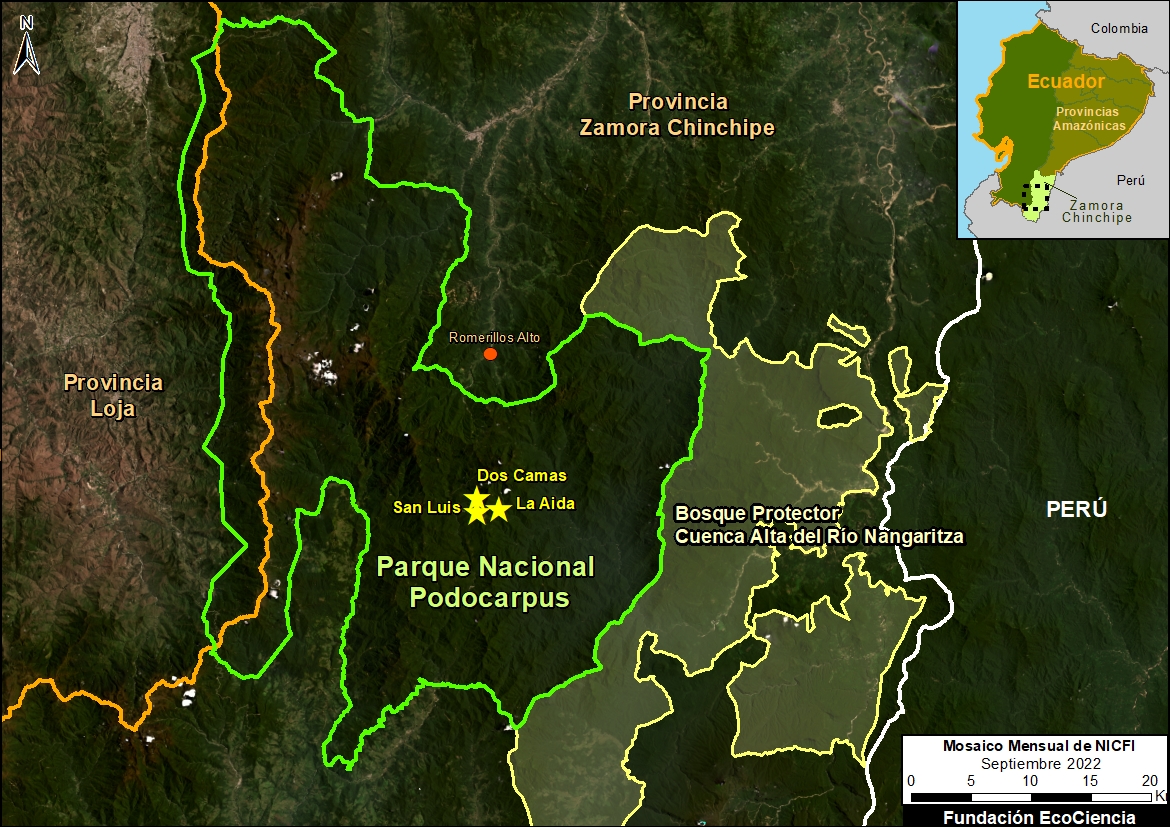 N
Colombia
Ecuador
Provincias
Amazónicas
Perú
Zamora
Chinchipe
Provincia
Zamora Chinchipe
Romerillos Alto
Provincia
Loja
Dos Camas
San Luis
La Aida
Bosque Protector
Cuenca Alta del Río Nangaritza
PERÚ
Parque Nacional
Podocarpus
Mosaico Mensual de NICFI
Septiembre 2022
0 5 10 15 20
K
Fundación EcoCiencia